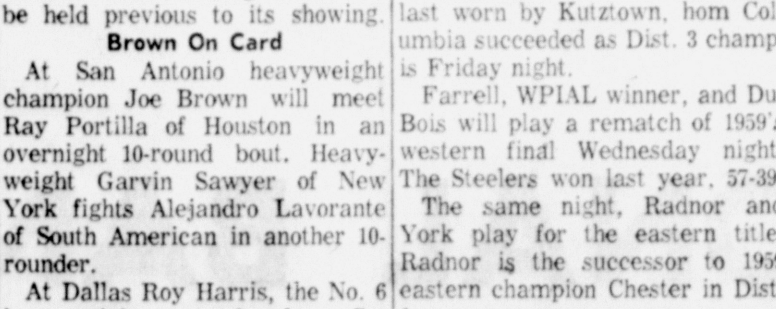 be held previous to its showing.
Brown On Card
At San Antonio heavyweight
champion Joe Brown will meet
Ray Portilla of Houston in an
overnight 10-round bout. Heavy-
weight Garvin Sawyer of New
York fights Alejandro Lavorante
of South American in another 10-
rounder.
At Dallas Roy Harris, the No. 6
last worn by Kutztown, hom Col
umbia succeeded as Dist. 3 champ
is Friday night.
Farrell, WPIAL winner, and Du
Bois will play a rematch of 1959's
western final Wednesday night
The Steelers won last year, 57-39
The same night, Radnor and
York play for the eastern title
Radnor is the successor to 1959
eastern champion Chester in Dist